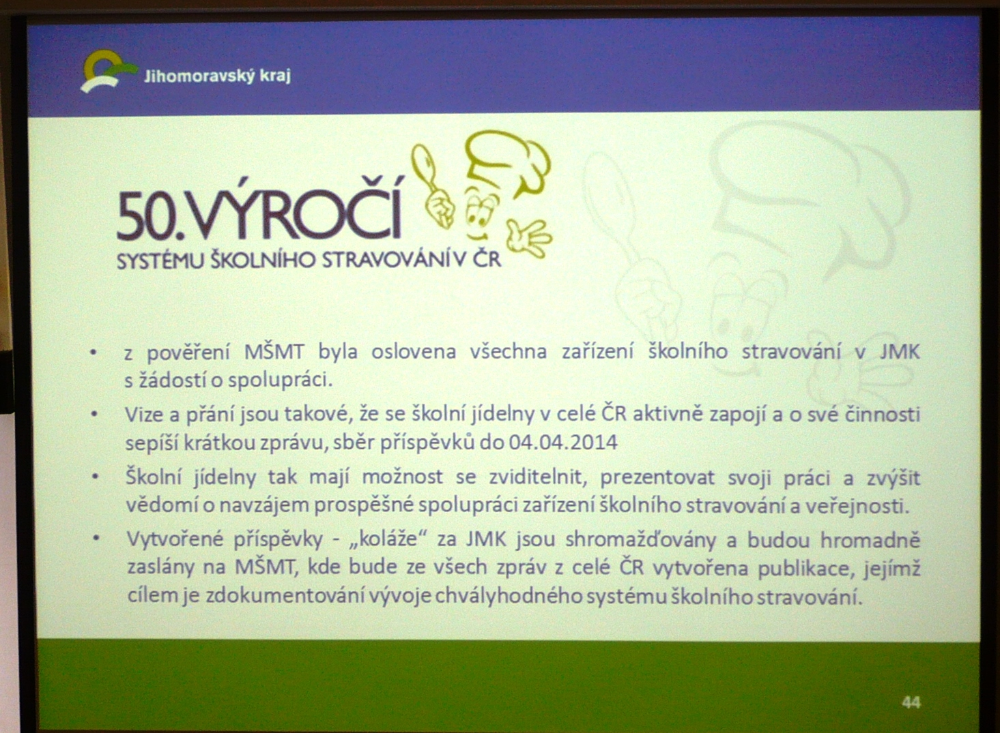 Jihomoravský kraj
50. VÝROČÍ
SYSTÉMU ŠKOLNÍHO STRAVOVÁNÍ V ČR
• z pověření MŠMT byla oslovena všechna zařízení školního stravování v JMK
s žádostí o spolupráci.
• Vize a přání jsou takové, že se školní jídelny v celé ČR aktivně zapojí a o své činnosti
sepíší krátkou zprávu, sběr příspěvků do 04.04.2014
• Školní jídelny tak mají možnost se zviditelnit, prezentovat svoji práci a zvýšit
vědomí o navzájem prospěšné spolupráci zařízení školního stravování a veřejnosti.
• Vytvořené příspěvky - „koláže“ za JMK jsou shromažďovány a budou hromadně
zaslány na MŠMT, kde bude ze všech zpráv z celé ČR vytvořena publikace, jejímž
cílem je zdokumentování vývoje chvályhodného systému školního stravování.
44